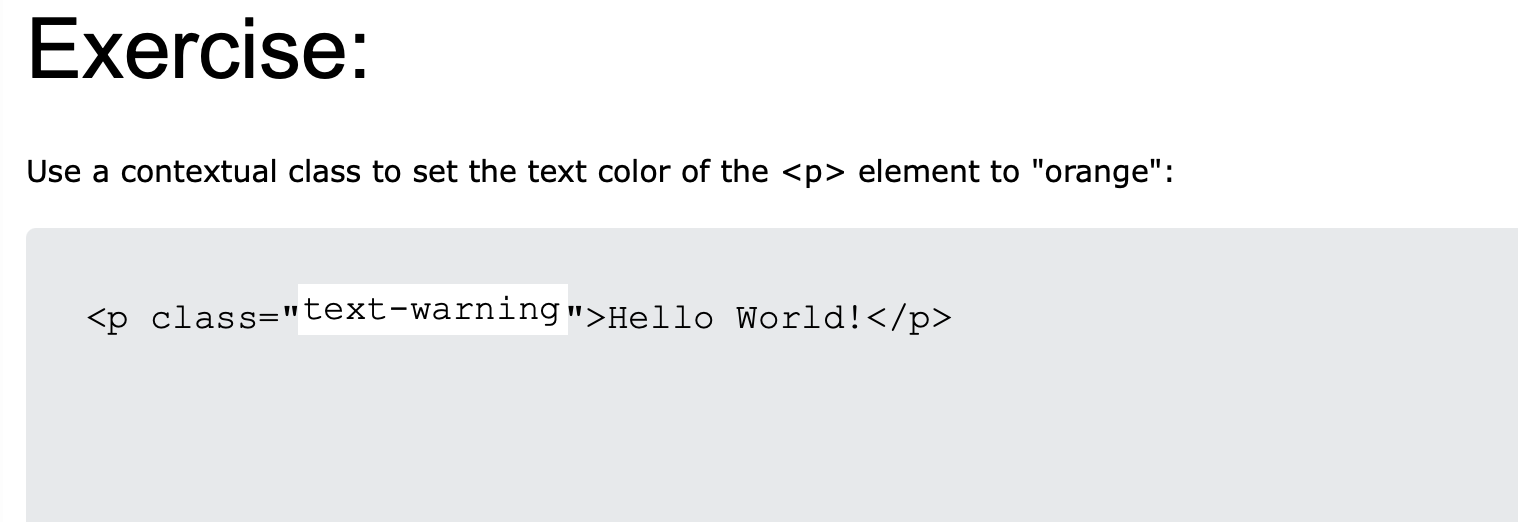 Exercise:
Use a contextual class to set the text color of the <p> element to "orange":
<p class="text-warning">Hello World!</p>